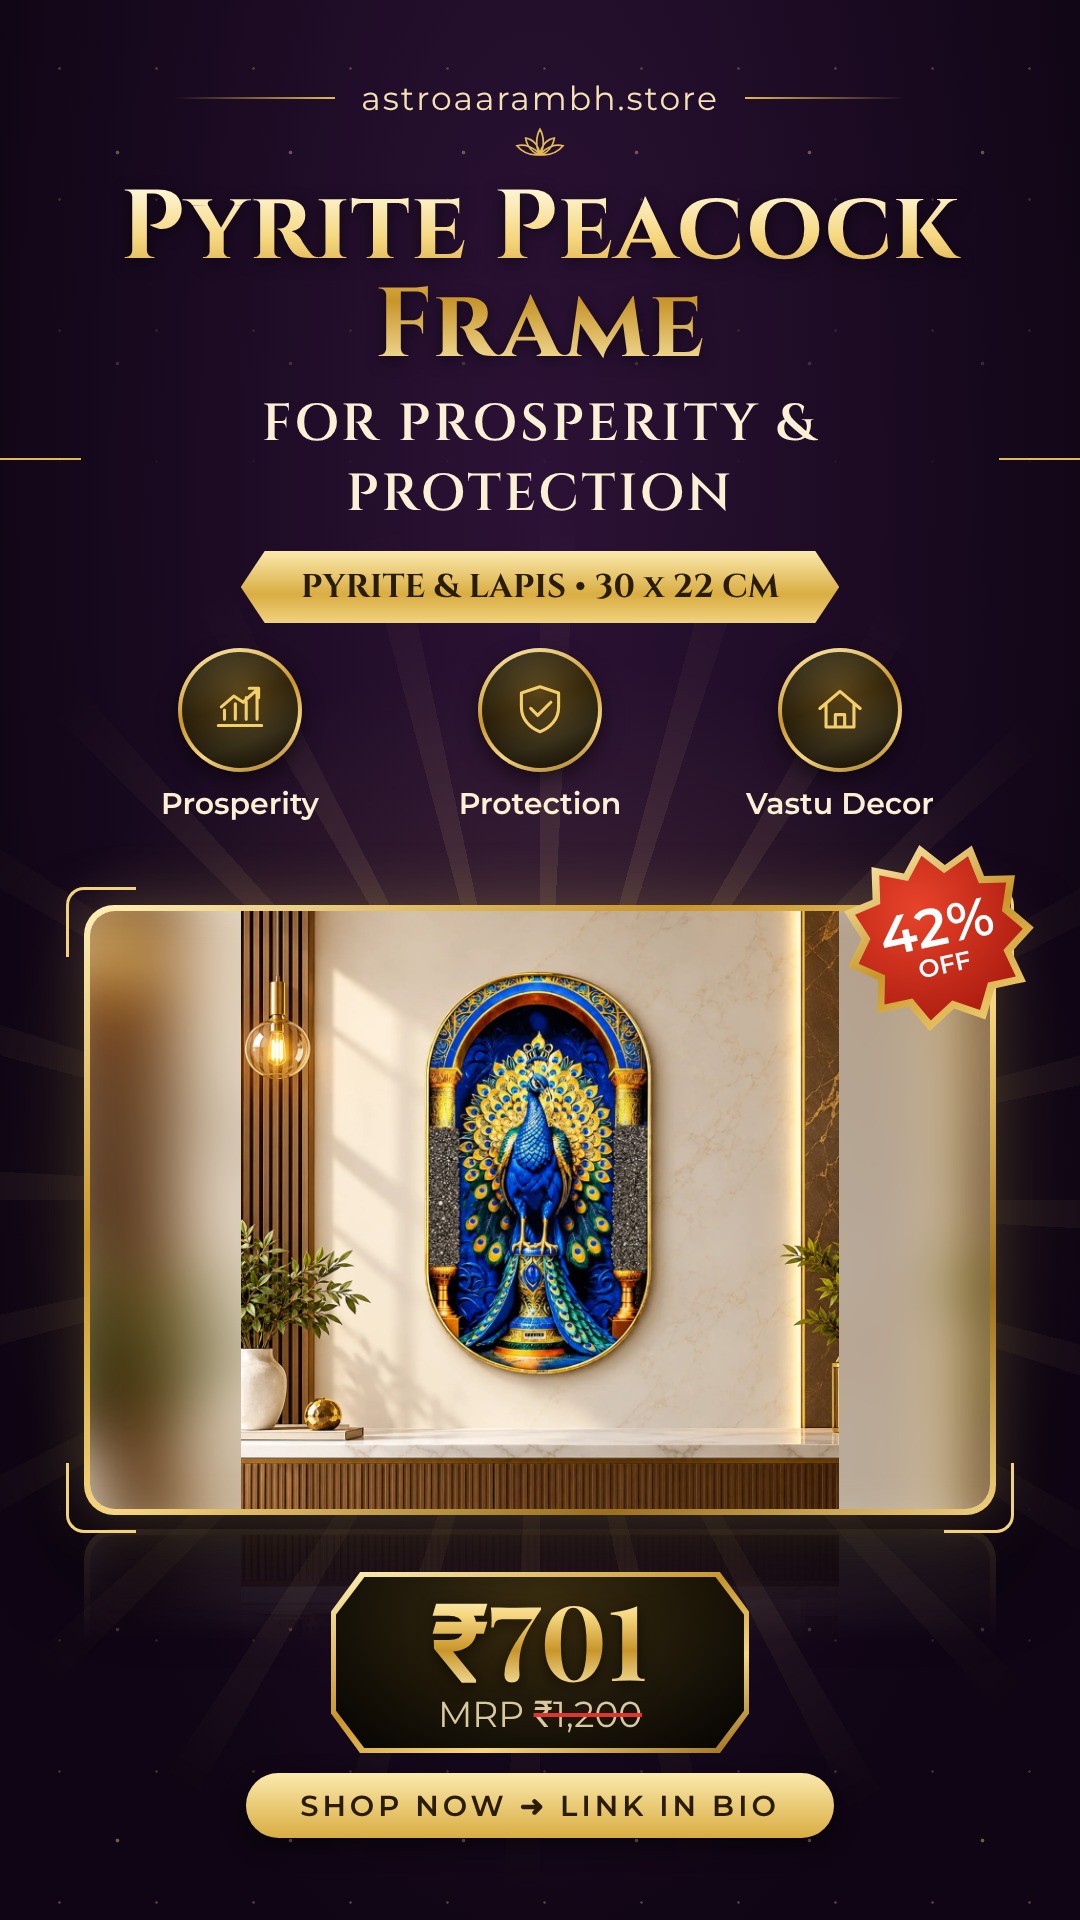 astroaarambh.store
Pyrite Peacock
Frame
FOR PROSPERITY &
PROTECTION
PYRITE & LAPIS • 30 x 22 CM
Prosperity
Protection
Vastu Decor
42%
OFF
₹701
MRP ₹1,200
SHOP NOW ➜ LINK IN BIO